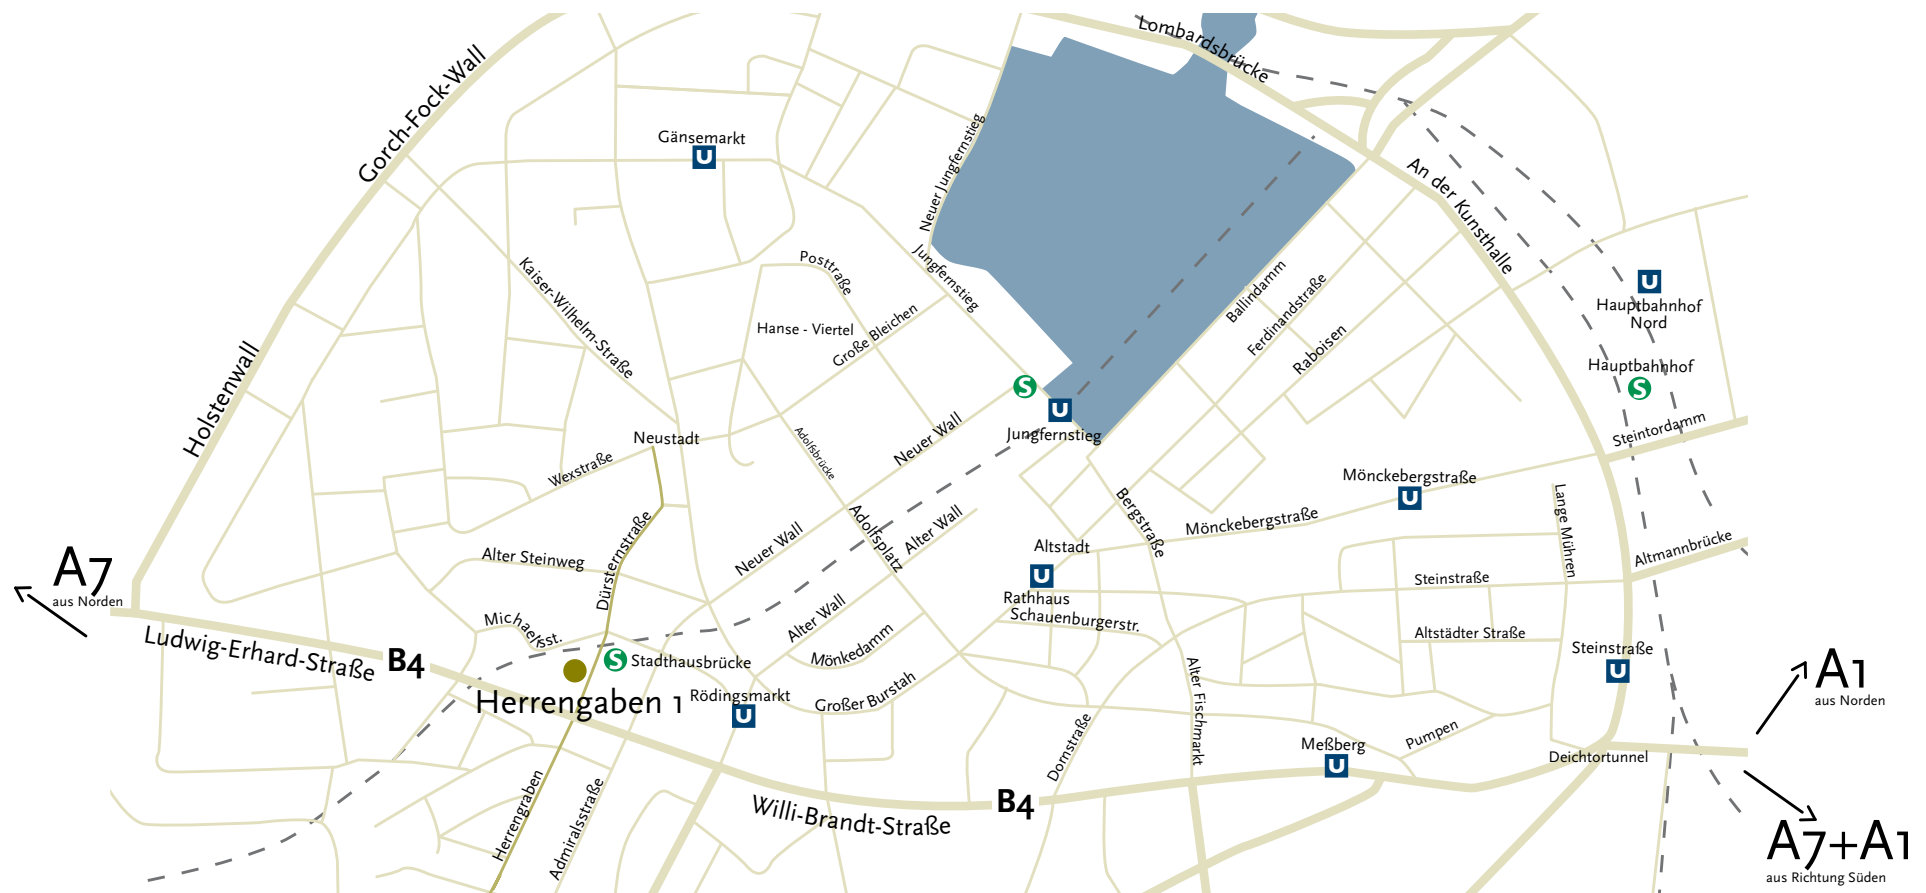 Lombardsbrücke
Gorch-Fock-Wall
Gänsemarkt
U
Neuer Jungfernstieg
An der Kunsthalle
Jungfernstieg
Posttraße
Kaiser-Wilhelm-Straße
Ballindamm
Ferdinandstraße
U
Hauptbahnhof
Nord
Hanse - Viertel
Große Bleichen
Raboisen
Holstenwall
Hauptbahnhof
S
S
U
Jungfernstieg
Steintordamm
Neustadt
Neuer Wall
Adolfsbrücke
Wexstraße
Mönckebergstraße
U
Lange Mühren
Bergstraße
Mönckebergstraße
Dürsternstraße
Adolfsplatz
Alter Wall
Neuer Wall
Altstadt
U
Rathhaus
Altmannbrücke
Alter Steinweg
A7
aus Norden
Steinstraße
Schauenburgerstr.
Michaelisst.
Alter Wall
Mönkedamm
Altstädter Straße
Ludwig-Erhard-Straße
B4
S
Stadthausbrücke
Steinstraße
U
Herrengaben 1
Rödingsmarkt
U
Großer Burstah
Alter Fischmarkt
A1
aus Norden
Dornstraße
Pumpen
Meßberg
U
Deichtortunnel
Herrengraben
Admiralsstraße
Willi-Brandt-Straße
B4
A7+A1
aus Richtung Süden